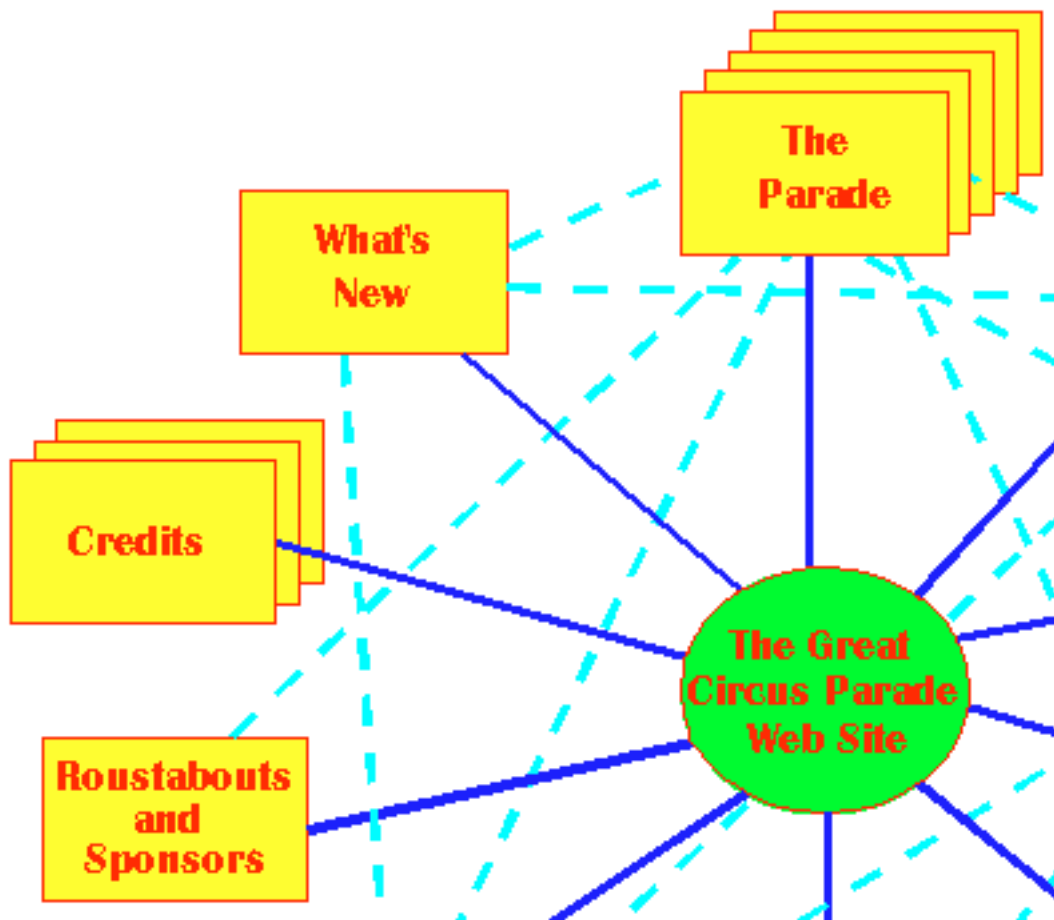 The
Parade
What's
New
Credits
The Great
Circus Parade
Web Site
Roustabouts
and
Sponsors